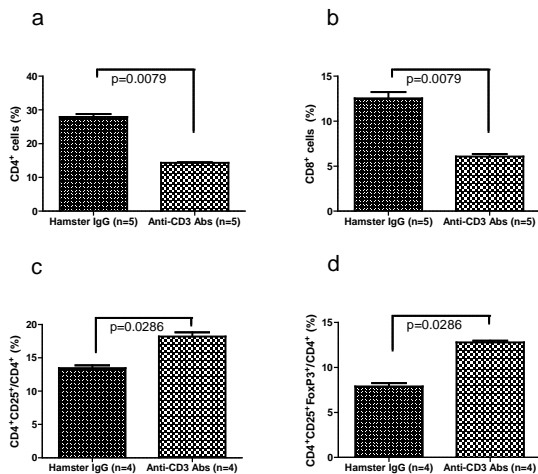 a
p=0.0079
CD4+ cells (%)
40
30
20
10
0
Hamster IgG (n=5) Anti-CD3 Abs (n=5)
b
p=0.0079
CD8+ cells (%)
15
10
5
0
Hamster IgG (n=5) Anti-CD3 Abs (n=5)
c
p=0.0286
CD4+CD25+/CD4+ (%)
20
15
10
5
0
Hamster IgG (n=4) Anti-CD3 Abs (n=4)
d
p=0.0286
CD4+CD25+FoxP3+/CD4+ (%)
15
10
5
0
Hamster IgG (n=4) Anti-CD3 Abs (n=4)